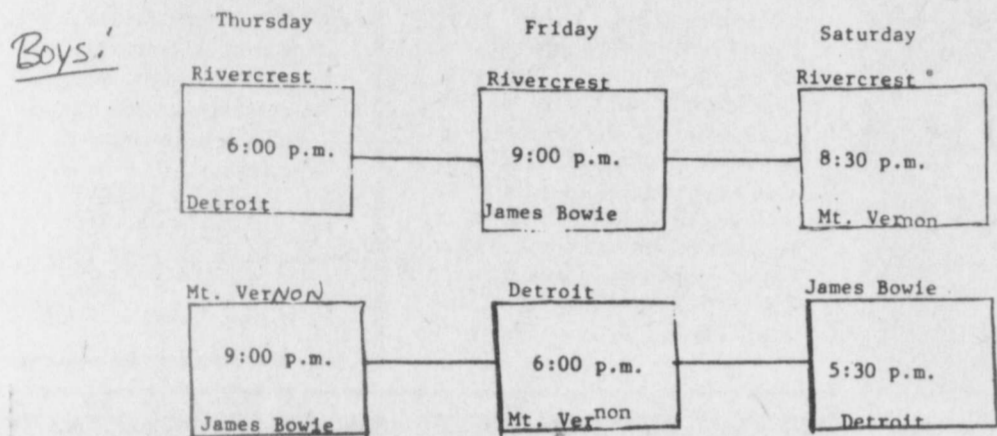 Thursday Friday Saturday
Boys:
Rivercrest Rivercrest Rivercrest
6:00 p.m. 9:00 p.m. 8:30 p.m.
Detroit James Bowie Mt. Vernon
Mt. VerNON Detroit James Bowie
9:00 p.m. 6:00 p.m. 5:30 p.m.
James Bowie Mt. Vernon Detroit